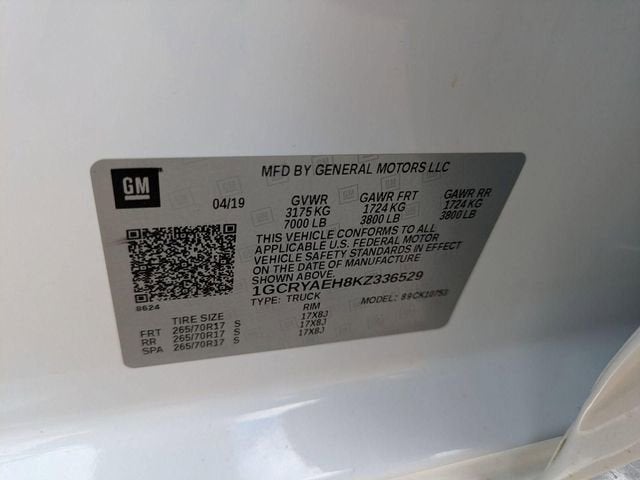 GM
MFD BY GENERAL MOTORS LLC
04/19
GVWR GAWR FRT GAWR RR
3175 KG 1724 KG 1724 KG
7000 LB 3800 LB 3800 LB
THIS VEHICLE CONFORMS TO ALL
APPLICABLE U.S. FEDERAL MOTOR
VEHICLE SAFETY STANDARDS IN EFFECT
ON THE DATE OF MANUFACTURE
SHOWN ABOVE.
1GCRYAEH8KZ336529
TYPE: TRUCK MODEL:
8624
TIRE SIZE RIM
FRT 265/70R17 S 17X8J
RR 265/70R17 S 17X8J
SPA 265/70R17 S 17X8J